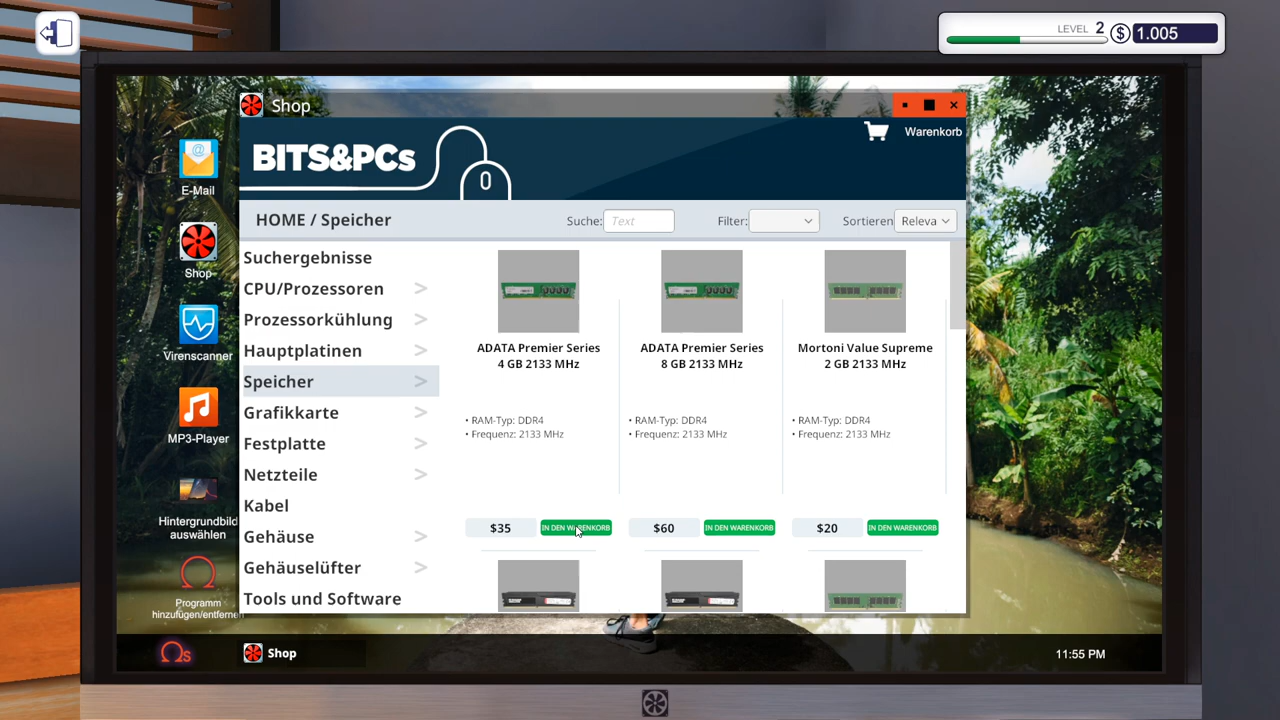 LEVEL 2
$ 1.005
Shop
Warenkorb
BITS&PCs
0
HOME / Speicher
Suche: Text
Filter:
Sortieren Releva
E-Mail
Shop
Virenscanner
MP3-Player
Hintergrundbild
auswählen
Programm
hinzufügen/entfernen
Suchergebnisse
CPU/Prozessoren >
Prozessorkühlung >
Hauptplatinen >
Speicher >
Grafikkarte >
Festplatte >
Netzteile >
Kabel
Gehäuse >
Gehäuselüfter >
Tools und Software
ADATA Premier Series
4 GB 2133 MHz
• RAM-Typ: DDR4
• Frequenz: 2133 MHz
$35 IN DEN WARENKORB
ADATA Premier Series
8 GB 2133 MHz
• RAM-Typ: DDR4
• Frequenz: 2133 MHz
$60 IN DEN WARENKORB
Mortoni Value Supreme
2 GB 2133 MHz
• RAM-Typ: DDR4
• Frequenz: 2133 MHz
$20 IN DEN WARENKORB
Ωs
Shop
11:55 PM